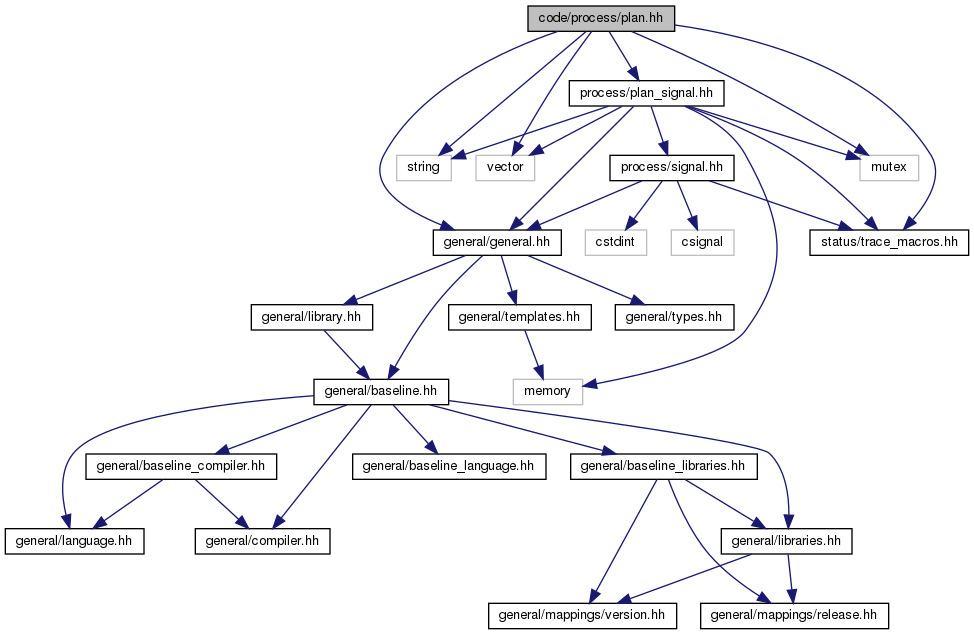 code/process/plan.hh
process/plan_signal.hh
string
vector
process/signal.hh
mutex
general/general.hh
cstdint
csignal
status/trace_macros.hh
general/library.hh
general/templates.hh
general/types.hh
general/baseline.hh
memory
general/baseline_compiler.hh
general/baseline_language.hh
general/baseline_libraries.hh
general/language.hh
general/compiler.hh
general/libraries.hh
general/mappings/version.hh
general/mappings/release.hh